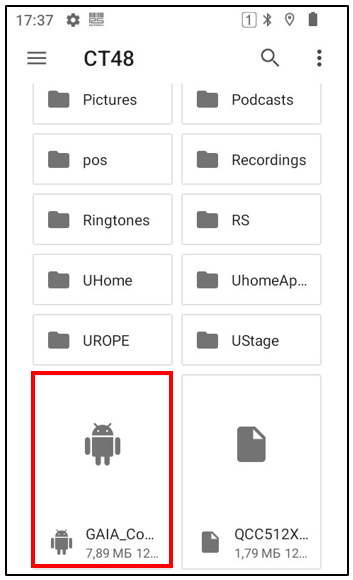 17:37 1
CT48
Pictures Podcasts
pos Recordings
Ringtones RS
UHome UhomeAp...
UROPE UStage
GAIA_Co... QCC512X...
7,89 МБ 12... 1,79 МБ 12...